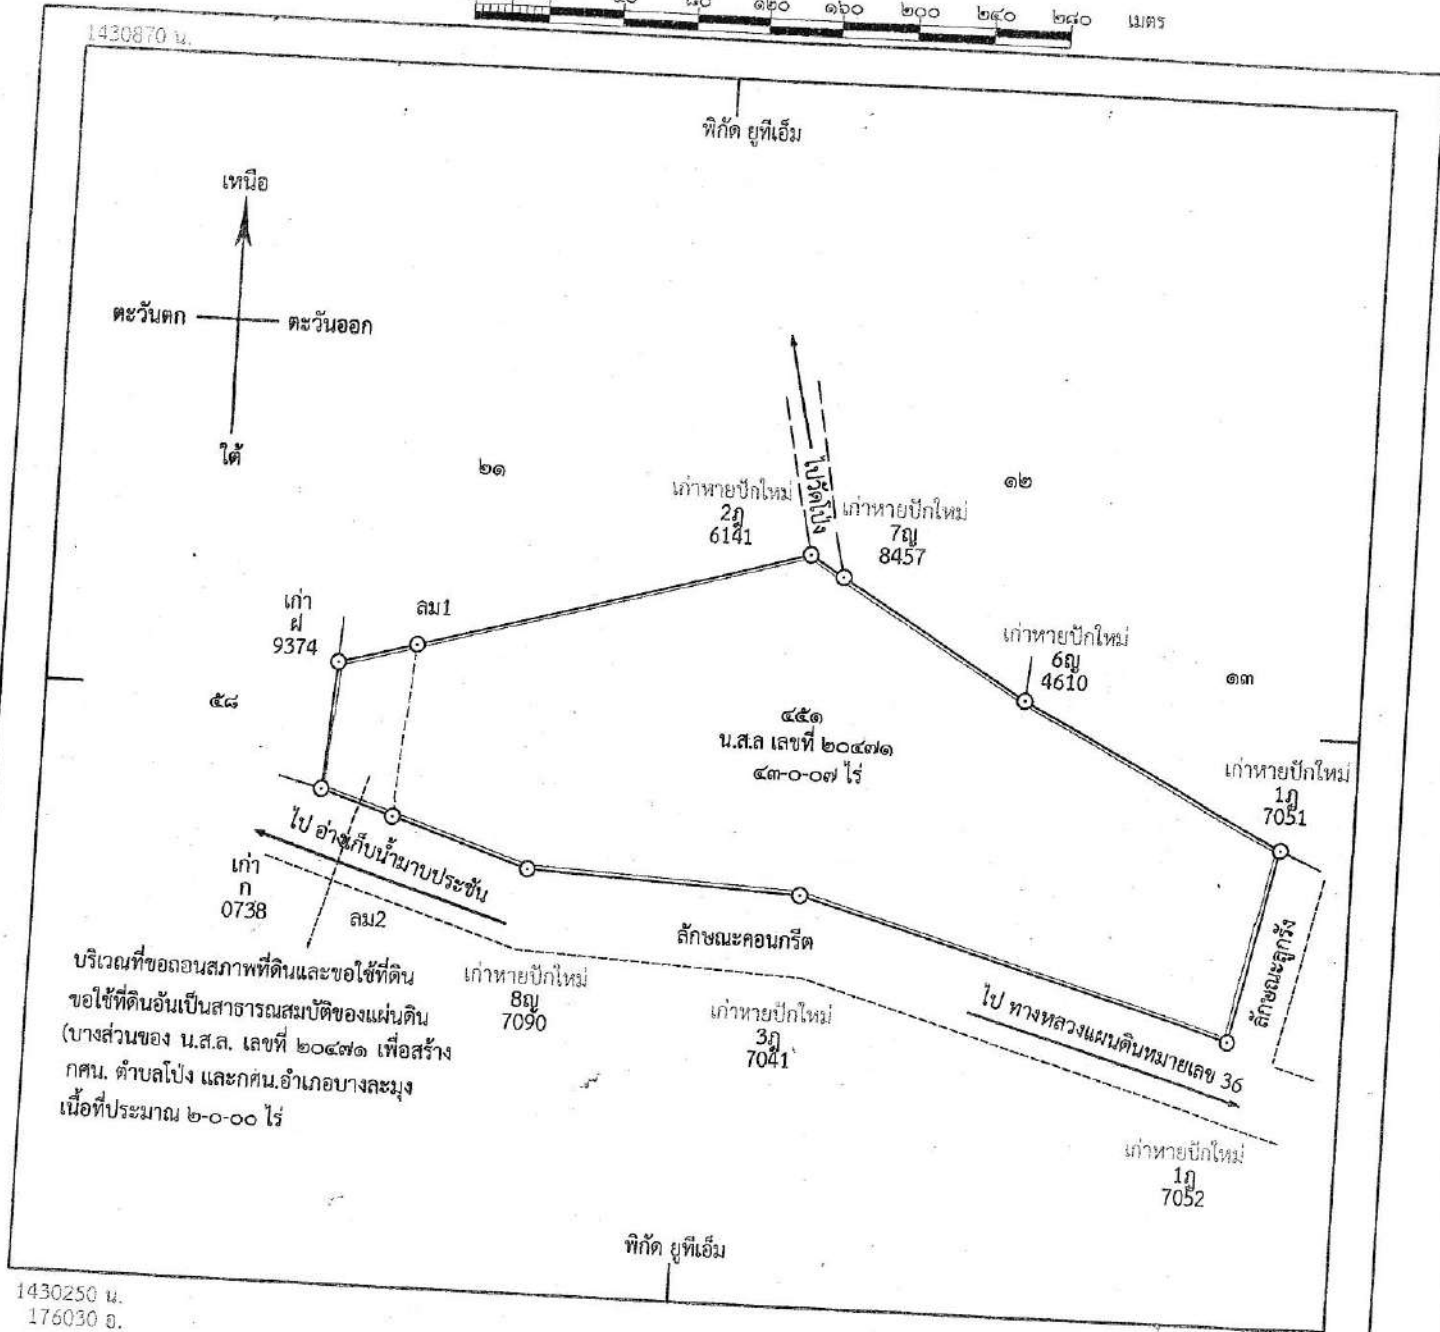 ๘๐ ๑๒๐ ๑๖๐ ๒๐๐ ๒๔๐ ๒๘๐ เมตร
1430870 น.
พิกัด ยูทีเอ็ม
เหนือ
ตะวันตก
ตะวันออก
ใต้
๒๑
๑๒
ไปวัดโป่ง
เก่าหายปักใหม่
2ฎ
6141
เก่าหายปักใหม่
7ญ
8457
เก่า
ฝ
9374
ลม1
เก่าหายปักใหม่
6ญ
4610
๑๓
๕๘
๔๕๑
น.ส.ล เลขที่ ๒๐๔๗๑
๔๓-๐-๐๗ ไร่
เก่าหายปักใหม่
1ฎ
7051
ไป อ่างเก็บน้ำมาบประชัน
เก่า
ก
0738
ลม2
ลักษณะคอนกรีต
ลักษณะลูกรัง
บริเวณที่ขอถอนสภาพที่ดินและขอใช้ที่ดิน
ขอใช้ที่ดินอันเป็นสาธารณสมบัติของแผ่นดิน
(บางส่วนของ น.ส.ล. เลขที่ ๒๐๔๗๑ เพื่อสร้าง
กศน. ตำบลโป่ง และกศน.อำเภอบางละมุง
เนื้อที่ประมาณ ๒-๐-๐๐ ไร่
เก่าหายปักใหม่
8ญ
7090
เก่าหายปักใหม่
3ฎ
7041
ไป ทางหลวงแผนดินหมายเลข 36
เก่าหายปักใหม่
1ฎ
7052
พิกัด ยูทีเอ็ม
1430250 น.
176030 อ.